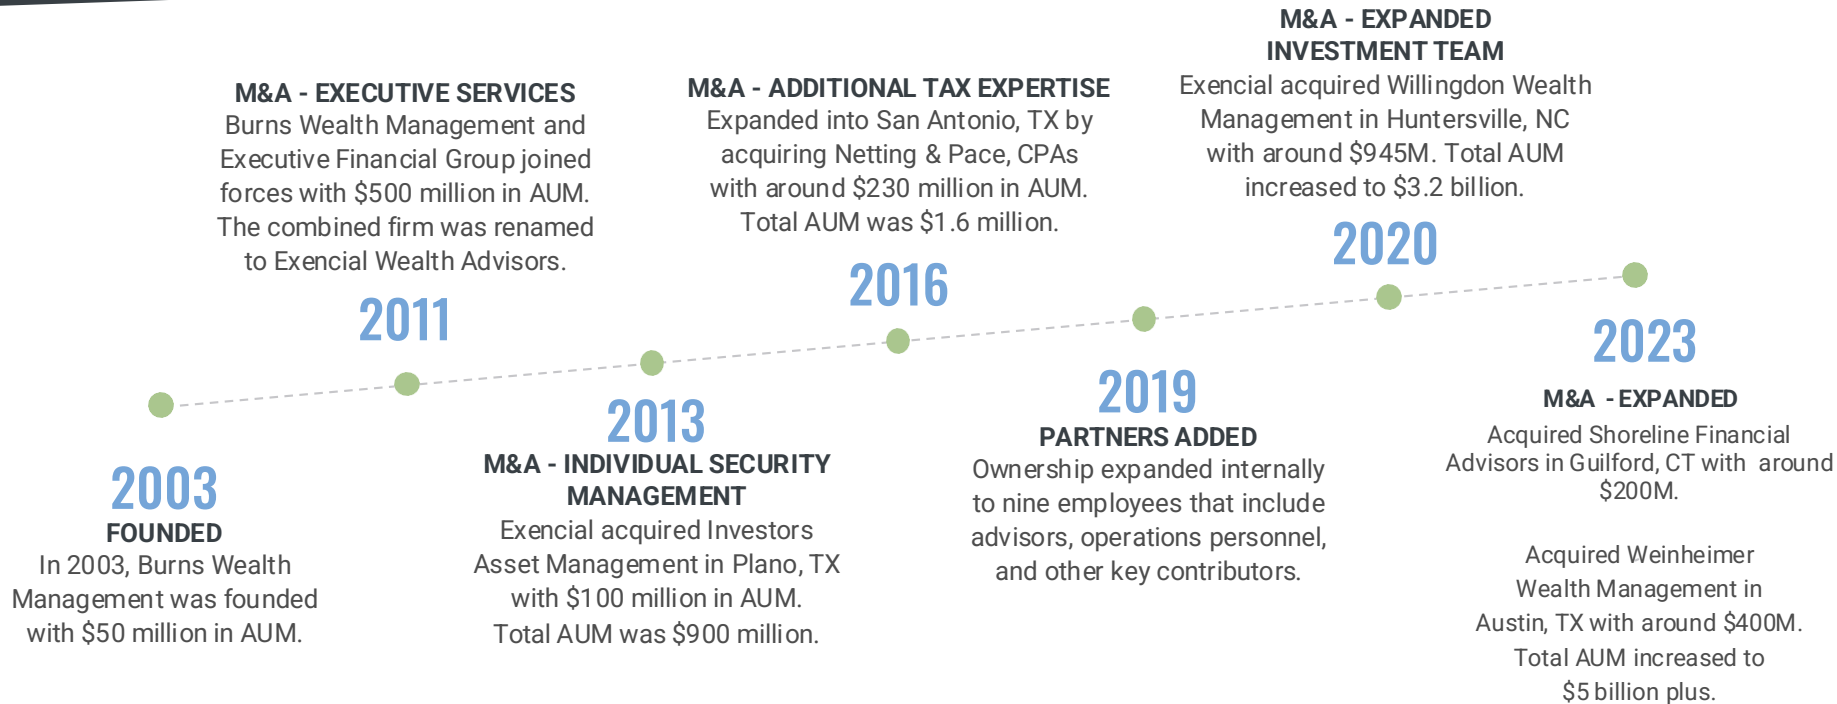 2003
FOUNDED
In 2003, Burns Wealth
Management was founded
with $50 million in AUM.
M&A - EXECUTIVE SERVICES
Burns Wealth Management and
Executive Financial Group joined
forces with $500 million in AUM.
The combined firm was renamed
to Exencial Wealth Advisors.
2011
2013
M&A - INDIVIDUAL SECURITY
MANAGEMENT
Exencial acquired Investors
Asset Management in Plano, TX
with $100 million in AUM.
Total AUM was $900 million.
M&A - ADDITIONAL TAX EXPERTISE
Expanded into San Antonio, TX by
acquiring Netting & Pace, CPAs
with around $230 million in AUM.
Total AUM was $1.6 million.
2016
2019
PARTNERS ADDED
Ownership expanded internally
to nine employees that include
advisors, operations personnel,
and other key contributors.
M&A - EXPANDED
INVESTMENT TEAM
Exencial acquired Willingdon Wealth
Management in Huntersville, NC
with around $945M. Total AUM
increased to $3.2 billion.
2020
2023
M&A - EXPANDED
Acquired Shoreline Financial
Advisors in Guilford, CT with around
$200M.
Acquired Weinheimer
Wealth Management in
Austin, TX with around $400M.
Total AUM increased to
$5 billion plus.